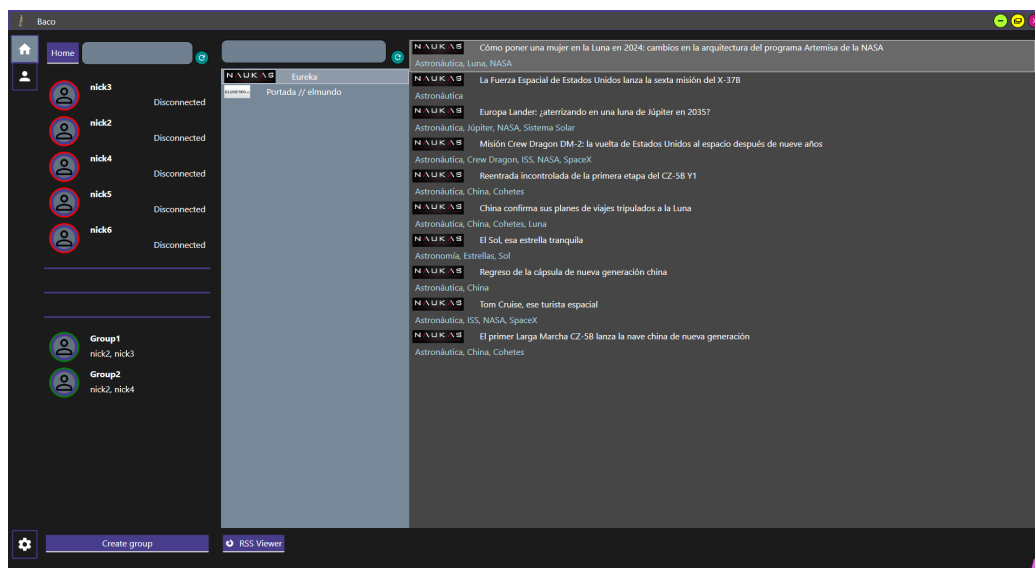 Baco
Home
nick3
Disconnected
nick2
Disconnected
nick4
Disconnected
nick5
Disconnected
nick6
Disconnected
Group1
nick2, nick3
Group2
nick2, nick4
Create group
NAUKAS Eureka
ELMUNDO.es Portada // elmundo
RSS Viewer
NAUKAS Cómo poner una mujer en la Luna en 2024: cambios en la arquitectura del programa Artemisa de la NASA
Astronáutica, Luna, NASA
NAUKAS La Fuerza Espacial de Estados Unidos lanza la sexta misión del X-37B
Astronáutica
NAUKAS Europa Lander: ¿aterrizando en una luna de Júpiter en 2035?
Astronáutica, Júpiter, NASA, Sistema Solar
NAUKAS Misión Crew Dragon DM-2: la vuelta de Estados Unidos al espacio después de nueve años
Astronáutica, Crew Dragon, ISS, NASA, SpaceX
NAUKAS Reentrada incontrolada de la primera etapa del CZ-5B Y1
Astronáutica, China, Cohetes
NAUKAS China confirma sus planes de viajes tripulados a la Luna
Astronáutica, China, Cohetes, Luna
NAUKAS El Sol, esa estrella tranquila
Astronomía, Estrellas, Sol
NAUKAS Regreso de la cápsula de nueva generación china
Astronáutica, China
NAUKAS Tom Cruise, ese turista espacial
Astronáutica, ISS, NASA, SpaceX
NAUKAS El primer Larga Marcha CZ-5B lanza la nave china de nueva generación
Astronáutica, China, Cohetes